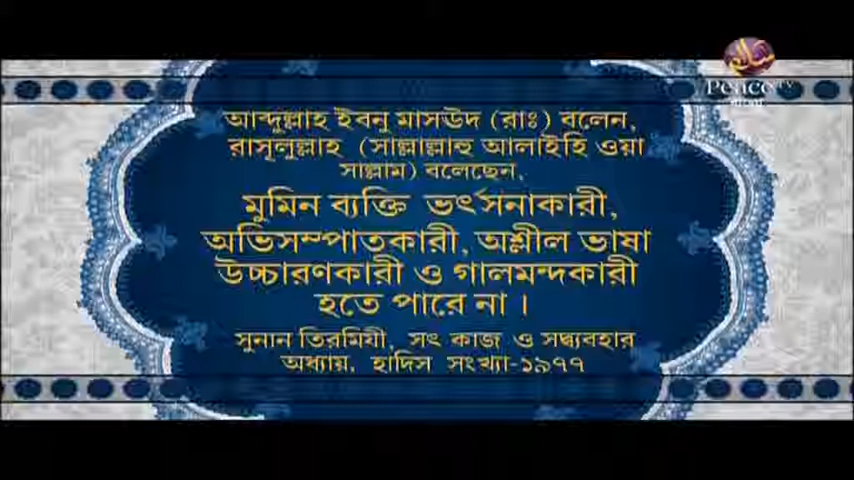 Peace TV
বাংলা
আব্দুল্লাহ ইবনু মাসউদ (রাঃ) বলেন,
রাসূলুল্লাহ (সাল্লাল্লাহু আলাইহি ওয়া
সাল্লাম) বলেছেন,
মুমিন ব্যক্তি ভর্ৎসনাকারী,
অভিসম্পাতকারী, অশ্লীল ভাষা
উচ্চারণকারী ও গালমন্দকারী
হতে পারে না।
সুনান তিরমিযী, সৎ কাজ ও সদ্ব্যবহার
অধ্যায়, হাদিস সংখ্যা-১৯৭৭